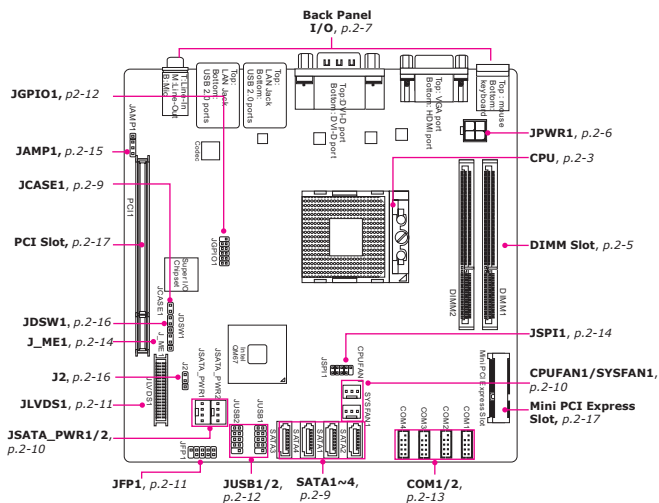 Back Panel
I/O, p.2-7
JGPIO1, p2-12
JAMP1, p.2-15
JCASE1, p.2-9
PCI Slot, p.2-17
JDSW1, p.2-16
J_ME1, p.2-14
J2, p.2-16
JLVDS1, p.2-11
JSATA_PWR1/2,
p.2-10
JFP1, p.2-11
JUSB1/2,
p.2-12
SATA1~4,
p.2-9
COM1/2,
p.2-13
JPWR1, p.2-6
CPU, p.2-3
DIMM Slot, p.2-5
JSPI1, p.2-14
CPUFAN1/SYSFAN1,
p.2-10
Mini PCI Express
Slot, p.2-17
T:Line-In
M:Line-Out
B:Mic
Top:
LAN Jack
Bottom:
USB 2.0 ports
Top:
LAN Jack
Bottom:
USB 2.0 ports
Top:DVI-D port
Bottom: DVI-D port
Top: VGA port
Bottom: HDMI port
Top : mouse
keyboard
JAMP1
Codec
PCI1
JGPIO1
Super I/O
Chipset
JCASE1
JDSW1
J_ME1
Intel
QM67
J2
JLVDS1
JSATA_PWR1
JSATA_PWR2
JFP1
JUSB2
JUSB1
SATA3
SATA4
SATA1
SATA2
JSPI1
CPUFAN1
SYSFAN1
COM4
COM3
COM2
COM1
DIMM2
DIMM1
Mini PCI Express Slot